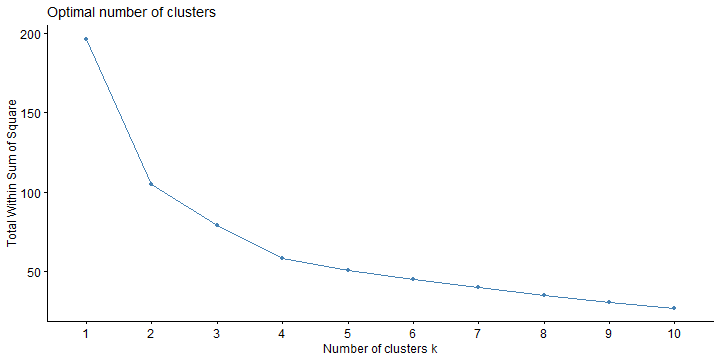 Optimal number of clusters
200
150
100
50
Total Within Sum of Square
1 2 3 4 5 6 7 8 9 10
Number of clusters k